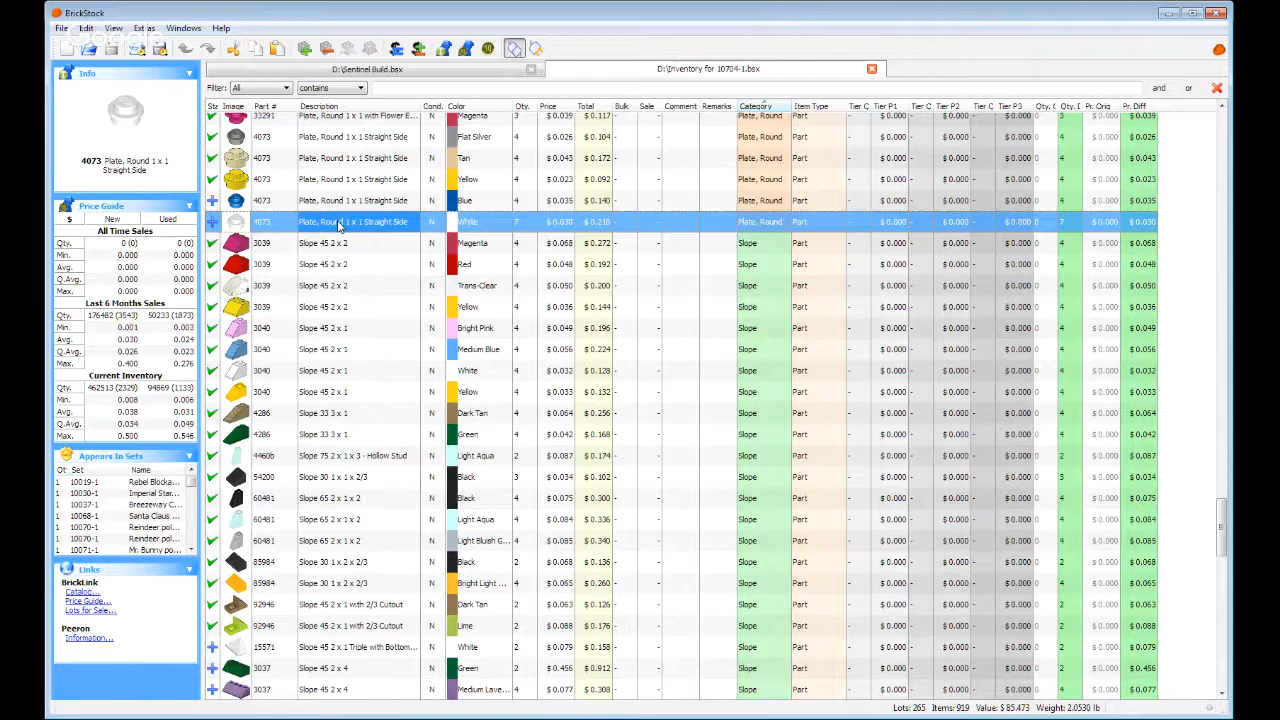 BrickStock
File Edit View Extras Windows Help
Info
4073 Plate, Round 1 x 1
Straight Side
Price Guide
$ New Used
All Time Sales
Qty. 0 (0) 0 (0)
Min. 0.000 0.000
Avg. 0.000 0.000
Q.Avg. 0.000 0.000
Max. 0.000 0.000
Last 6 Months Sales
Qty. 176482 (3543) 50233 (1873)
Min. 0.001 0.003
Avg. 0.030 0.024
Q.Avg. 0.026 0.023
Max. 0.400 0.276
Current Inventory
Qty. 462513 (2329) 94869 (1133)
Min. 0.008 0.006
Avg. 0.038 0.031
Q.Avg. 0.034 0.049
Max. 0.500 0.546
Appears In Sets
Qt Set Name
1 10019-1 Rebel Blocka...
1 10030-1 Imperial Star...
1 10037-1 Breezeway C...
1 10068-1 Santa Claus
1 10070-1 Reindeer pol...
1 10070-1 Reindeer pol...
1 10071-1 Mr. Bunny po...
Links
BrickLink
Catalog...
Price Guide...
Lots for Sale...
Peeron
Information...
D:\Sentinel Build.bsx D:\Inventory for 10704-1.bsx
Filter: All contains and or
Sta Image Part # Description Cond. Color Qty. Price Total Bulk Sale Comment Remarks Category Item Type Tier Q Tier P1 Tier Q Tier P2 Tier Q Tier P3 Qty. O Qty. D Pr. Orig Pr. Diff
33291 Plate, Round 1 x 1 with Flower E... N Magenta 3 $ 0.039 $ 0.117 - - Plate, Round Part - $ 0.000 - $ 0.000 - $ 0.000 0 3 $ 0.000 $ 0.039
4073 Plate, Round 1 x 1 Straight Side N Flat Silver 4 $ 0.026 $ 0.104 - - Plate, Round Part - $ 0.000 - $ 0.000 - $ 0.000 0 4 $ 0.000 $ 0.026
4073 Plate, Round 1 x 1 Straight Side N Tan 4 $ 0.043 $ 0.172 - - Plate, Round Part - $ 0.000 - $ 0.000 - $ 0.000 0 4 $ 0.000 $ 0.043
4073 Plate, Round 1 x 1 Straight Side N Yellow 4 $ 0.023 $ 0.092 - - Plate, Round Part - $ 0.000 - $ 0.000 - $ 0.000 0 4 $ 0.000 $ 0.023
4073 Plate, Round 1 x 1 Straight Side N Blue 4 $ 0.035 $ 0.140 - - Plate, Round Part - $ 0.000 - $ 0.000 - $ 0.000 0 4 $ 0.000 $ 0.035
4073 Plate, Round 1 x 1 Straight Side N White 7 $ 0.030 $ 0.210 - - Plate, Round Part - $ 0.000 - $ 0.000 - $ 0.000 0 7 $ 0.000 $ 0.030
3039 Slope 45 2 x 2 N Magenta 4 $ 0.068 $ 0.272 - - Slope Part - $ 0.000 - $ 0.000 - $ 0.000 0 4 $ 0.000 $ 0.068
3039 Slope 45 2 x 2 N Red 4 $ 0.048 $ 0.192 - - Slope Part - $ 0.000 - $ 0.000 - $ 0.000 0 4 $ 0.000 $ 0.048
3039 Slope 45 2 x 2 N Trans-Clear 4 $ 0.050 $ 0.200 - - Slope Part - $ 0.000 - $ 0.000 - $ 0.000 0 4 $ 0.000 $ 0.050
3039 Slope 45 2 x 2 N Yellow 4 $ 0.036 $ 0.144 - - Slope Part - $ 0.000 - $ 0.000 - $ 0.000 0 4 $ 0.000 $ 0.036
3040 Slope 45 2 x 1 N Bright Pink 4 $ 0.049 $ 0.196 - - Slope Part - $ 0.000 - $ 0.000 - $ 0.000 0 4 $ 0.000 $ 0.049
3040 Slope 45 2 x 1 N Medium Blue 4 $ 0.056 $ 0.224 - - Slope Part - $ 0.000 - $ 0.000 - $ 0.000 0 4 $ 0.000 $ 0.056
3040 Slope 45 2 x 1 N White 4 $ 0.032 $ 0.128 - - Slope Part - $ 0.000 - $ 0.000 - $ 0.000 0 4 $ 0.000 $ 0.032
3040 Slope 45 2 x 1 N Yellow 4 $ 0.033 $ 0.132 - - Slope Part - $ 0.000 - $ 0.000 - $ 0.000 0 4 $ 0.000 $ 0.033
4286 Slope 33 3 x 1 N Dark Tan 4 $ 0.064 $ 0.256 - - Slope Part - $ 0.000 - $ 0.000 - $ 0.000 0 4 $ 0.000 $ 0.064
4286 Slope 33 3 x 1 N Green 4 $ 0.042 $ 0.168 - - Slope Part - $ 0.000 - $ 0.000 - $ 0.000 0 4 $ 0.000 $ 0.042
4460b Slope 75 2 x 1 x 3 - Hollow Stud N Light Aqua 2 $ 0.087 $ 0.174 - - Slope Part - $ 0.000 - $ 0.000 - $ 0.000 0 2 $ 0.000 $ 0.087
54200 Slope 30 1 x 1 x 2/3 N Black 3 $ 0.034 $ 0.102 - - Slope Part - $ 0.000 - $ 0.000 - $ 0.000 0 3 $ 0.000 $ 0.034
60481 Slope 65 2 x 1 x 2 N Black 4 $ 0.075 $ 0.300 - - Slope Part - $ 0.000 - $ 0.000 - $ 0.000 0 4 $ 0.000 $ 0.075
60481 Slope 65 2 x 1 x 2 N Light Aqua 4 $ 0.084 $ 0.336 - - Slope Part - $ 0.000 - $ 0.000 - $ 0.000 0 4 $ 0.000 $ 0.084
60481 Slope 65 2 x 1 x 2 N Light Bluish G... 4 $ 0.085 $ 0.340 - - Slope Part - $ 0.000 - $ 0.000 - $ 0.000 0 4 $ 0.000 $ 0.085
85984 Slope 30 1 x 2 x 2/3 N Black 2 $ 0.068 $ 0.136 - - Slope Part - $ 0.000 - $ 0.000 - $ 0.000 0 2 $ 0.000 $ 0.068
85984 Slope 30 1 x 2 x 2/3 N Bright Light ... 4 $ 0.065 $ 0.260 - - Slope Part - $ 0.000 - $ 0.000 - $ 0.000 0 4 $ 0.000 $ 0.065
92946 Slope 45 2 x 1 with 2/3 Cutout N Dark Tan 2 $ 0.063 $ 0.126 - - Slope Part - $ 0.000 - $ 0.000 - $ 0.000 0 2 $ 0.000 $ 0.063
92946 Slope 45 2 x 1 with 2/3 Cutout N Lime 2 $ 0.088 $ 0.176 - - Slope Part - $ 0.000 - $ 0.000 - $ 0.000 0 2 $ 0.000 $ 0.088
15571 Slope 45 2 x 1 Triple with Bottom... N White 2 $ 0.079 $ 0.158 - - Slope Part - $ 0.000 - $ 0.000 - $ 0.000 0 2 $ 0.000 $ 0.079
3037 Slope 45 2 x 4 N Green 2 $ 0.456 $ 0.912 - - Slope Part - $ 0.000 - $ 0.000 - $ 0.000 0 2 $ 0.000 $ 0.456
3037 Slope 45 2 x 4 N Medium Lave... 4 $ 0.077 $ 0.308 - - Slope Part - $ 0.000 - $ 0.000 - $ 0.000 0 4 $ 0.000 $ 0.077
Lots: 265 Items: 919 Value: $ 85.473 Weight: 2.0530 lb